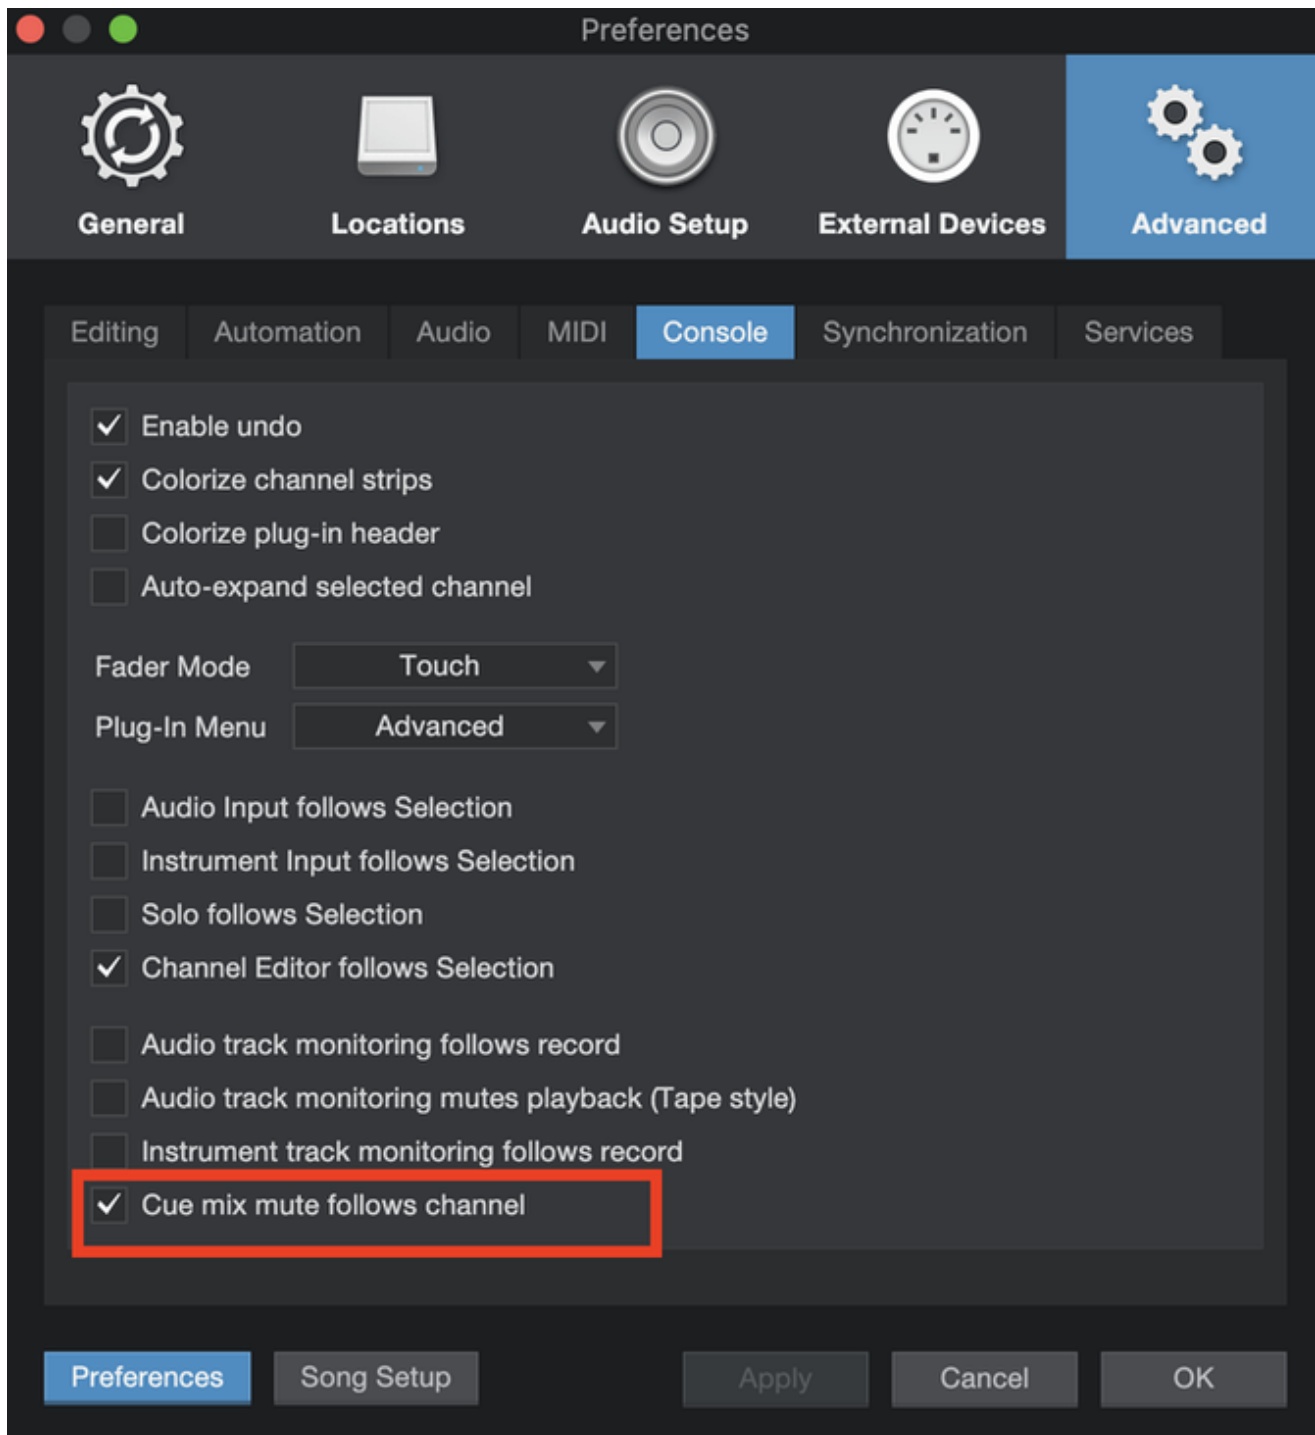 Preferences
General Locations Audio Setup External Devices Advanced
Editing Automation Audio MIDI Console Synchronization Services
Enable undo
Colorize channel strips
Colorize plug-in header
Auto-expand selected channel
Fader Mode Touch
Plug-In Menu Advanced
Audio Input follows Selection
Instrument Input follows Selection
Solo follows Selection
Channel Editor follows Selection
Audio track monitoring follows record
Audio track monitoring mutes playback (Tape style)
Instrument track monitoring follows record
Cue mix mute follows channel
Preferences Song Setup Apply Cancel OK